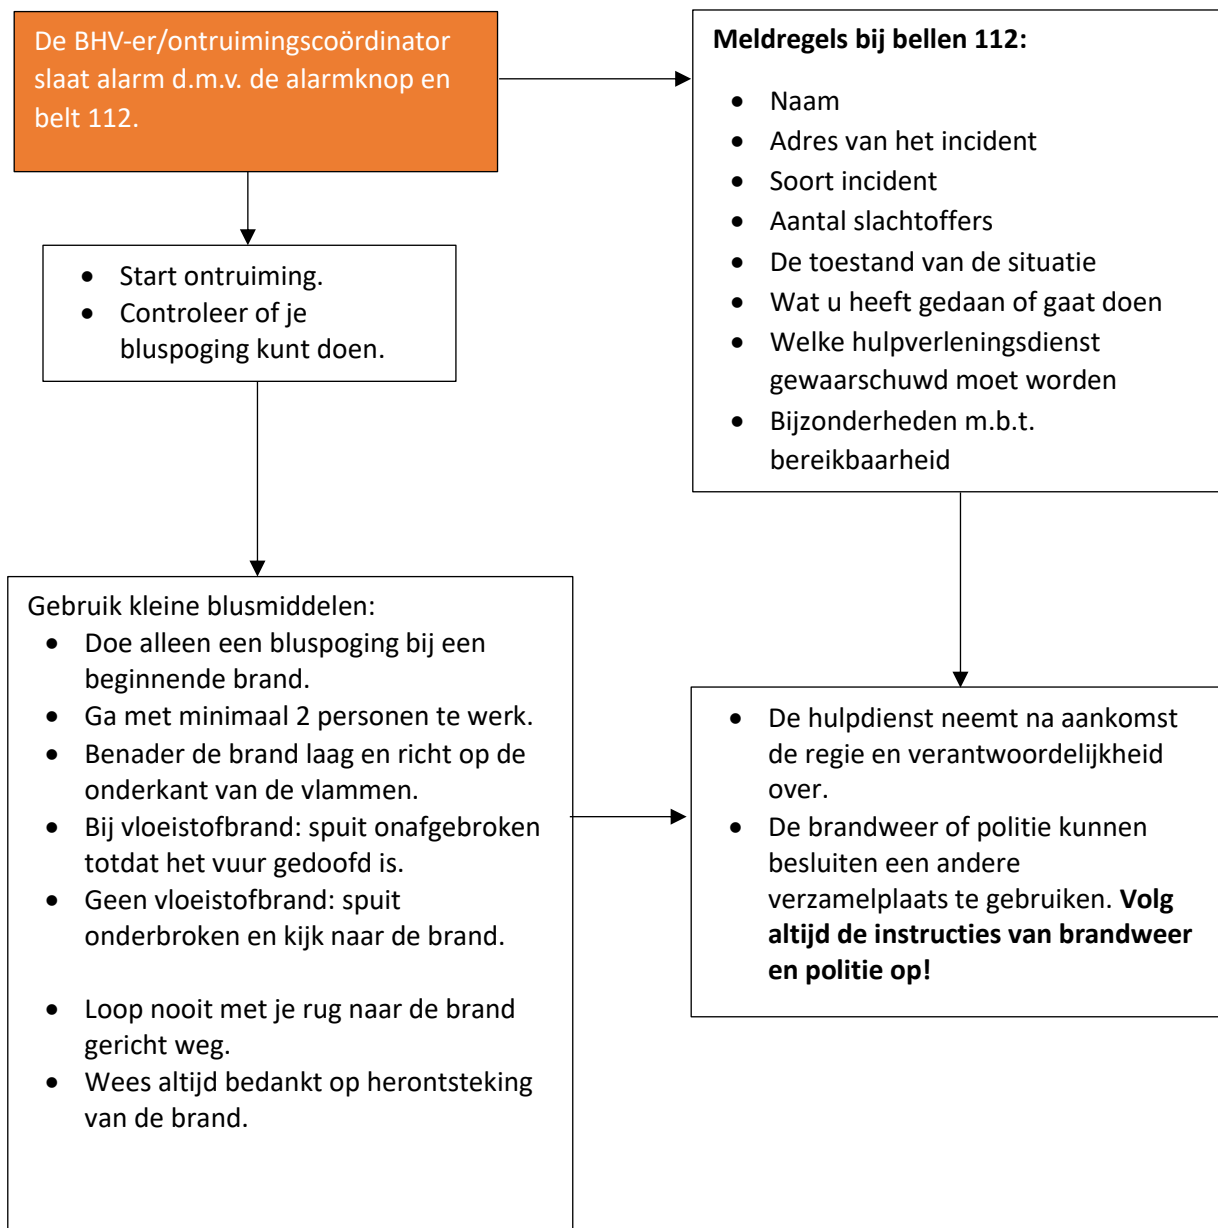 De BHV-er/ontruimingscoördinator
slaat alarm d.m.v. de alarmknop en
belt 112.
Meldregels bij bellen 112:
• Naam
• Adres van het incident
• Soort incident
• Aantal slachtoffers
• De toestand van de situatie
• Wat u heeft gedaan of gaat doen
• Welke hulpverleningsdienst
gewaarschuwd moet worden
• Bijzonderheden m.b.t.
bereikbaarheid
• Start ontruiming.
• Controleer of je
bluspoging kunt doen.
Gebruik kleine blusmiddelen:
• Doe alleen een bluspoging bij een
beginnende brand.
• Ga met minimaal 2 personen te werk.
• Benader de brand laag en richt op de
onderkant van de vlammen.
• Bij vloeistofbrand: spuit onafgebroken
totdat het vuur gedoofd is.
• Geen vloeistofbrand: spuit
onderbroken en kijk naar de brand.
• Loop nooit met je rug naar de brand
gericht weg.
• Wees altijd bedankt op herontsteking
van de brand.
• De hulpdienst neemt na aankomst
de regie en verantwoordelijkheid
over.
• De brandweer of politie kunnen
besluiten een andere
verzamelplaats te gebruiken. Volg
altijd de instructies van brandweer
en politie op!